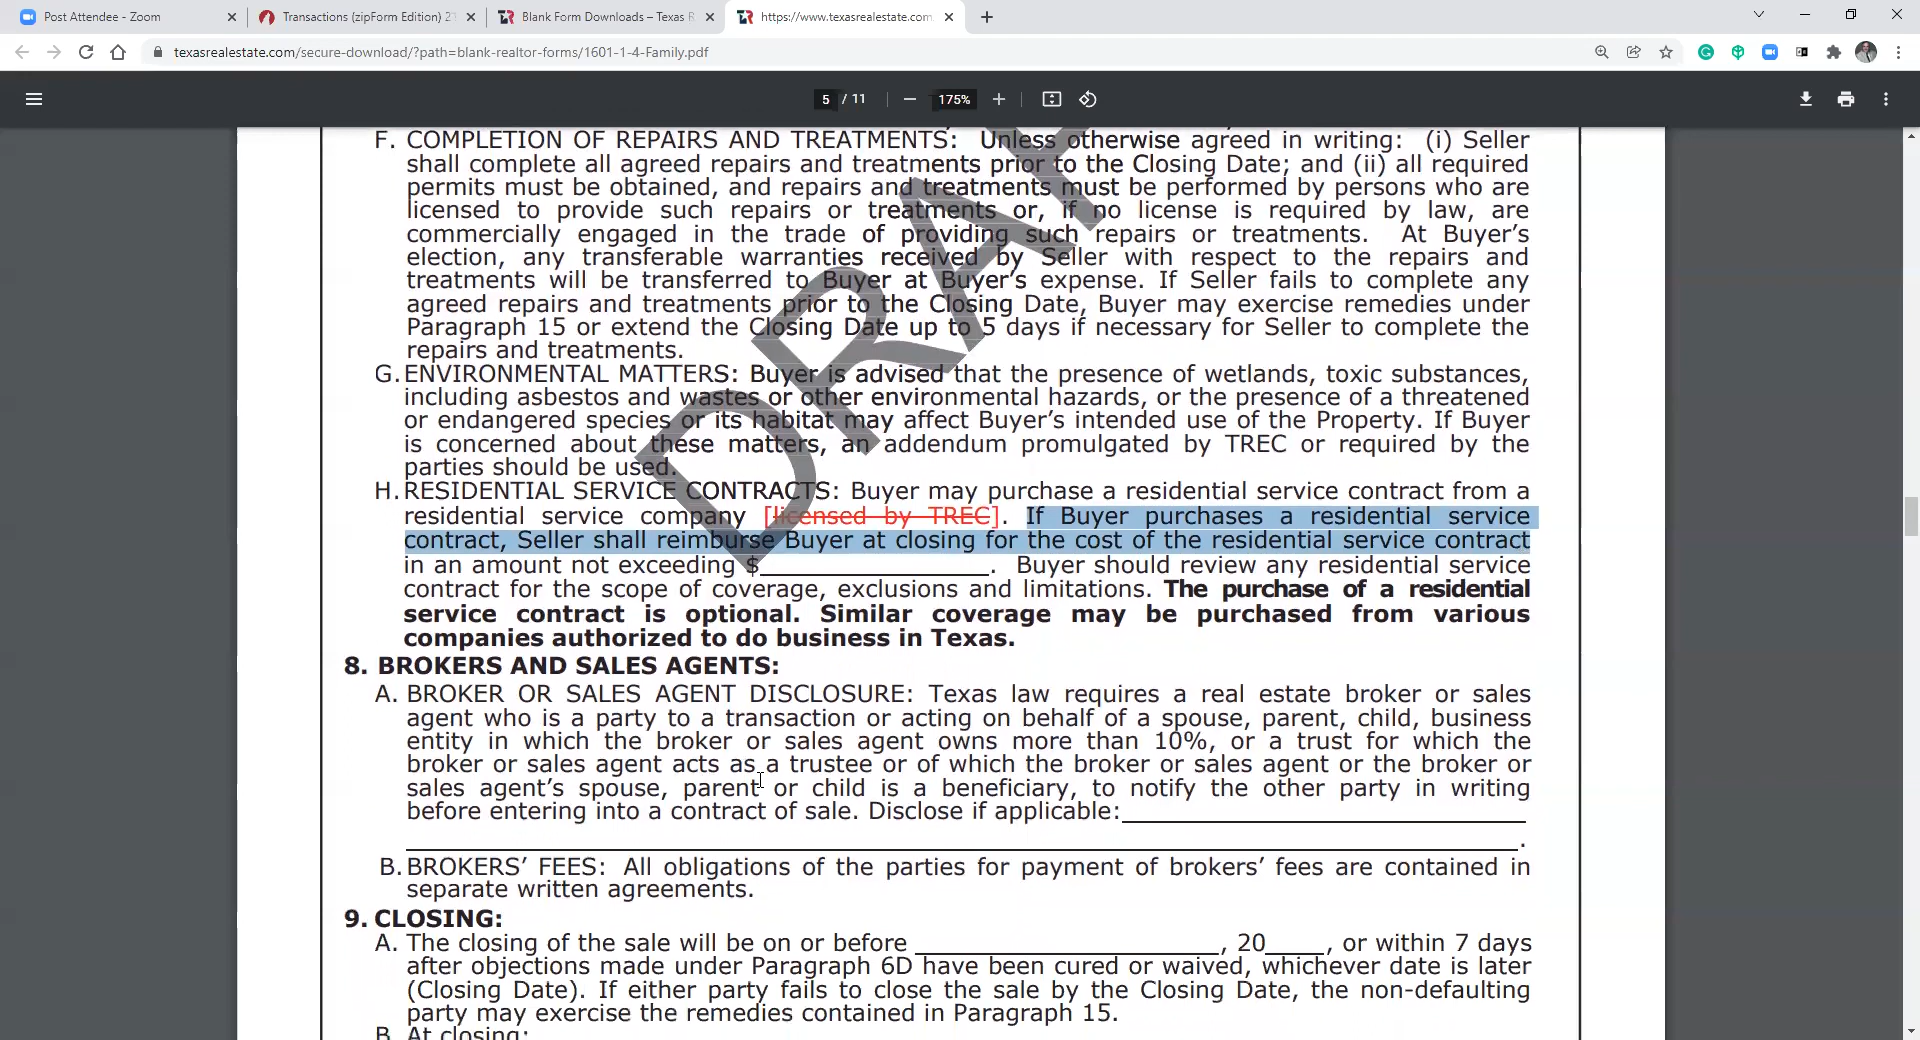 Post Attendee - Zoom
Transactions (zipForm Edition) 2
Blank Form Downloads – Texas R
https://www.texasrealestate.com
texasrealestate.com/secure-download/?path=blank-realtor-forms/1601-1-4-Family.pdf
5 / 11
175%
F. COMPLETION OF REPAIRS AND TREATMENTS: Unless otherwise agreed in writing: (i) Seller
shall complete all agreed repairs and treatments prior to the Closing Date; and (ii) all required
permits must be obtained, and repairs and treatments must be performed by persons who are
licensed to provide such repairs or treatments or, if no license is required by law, are
commercially engaged in the trade of providing such repairs or treatments. At Buyer's
election, any transferable warranties received by Seller with respect to the repairs and
treatments will be transferred to Buyer at Buyer's expense. If Seller fails to complete any
agreed repairs and treatments prior to the Closing Date, Buyer may exercise remedies under
Paragraph 15 or extend the Closing Date up to 5 days if necessary for Seller to complete the
repairs and treatments.
G. ENVIRONMENTAL MATTERS: Buyer is advised that the presence of wetlands, toxic substances,
including asbestos and wastes or other environmental hazards, or the presence of a threatened
or endangered species or its habitat may affect Buyer's intended use of the Property. If Buyer
is concerned about these matters, an addendum promulgated by TREC or required by the
parties should be used.
H. RESIDENTIAL SERVICE CONTRACTS: Buyer may purchase a residential service contract from a
residential service company [licensed by TREC]. If Buyer purchases a residential service
contract, Seller shall reimburse Buyer at closing for the cost of the residential service contract
in an amount not exceeding $__________________. Buyer should review any residential service
contract for the scope of coverage, exclusions and limitations. The purchase of a residential
service contract is optional. Similar coverage may be purchased from various
companies authorized to do business in Texas.
8. BROKERS AND SALES AGENTS:
A. BROKER OR SALES AGENT DISCLOSURE: Texas law requires a real estate broker or sales
agent who is a party to a transaction or acting on behalf of a spouse, parent, child, business
entity in which the broker or sales agent owns more than 10%, or a trust for which the
broker or sales agent acts as a trustee or of which the broker or sales agent or the broker or
sales agent's spouse, parent or child is a beneficiary, to notify the other party in writing
before entering into a contract of sale. Disclose if applicable:________________________________
________________________________________________________________________.
B. BROKERS' FEES: All obligations of the parties for payment of brokers' fees are contained in
separate written agreements.
9. CLOSING:
A. The closing of the sale will be on or before ________________________, 20_____, or within 7 days
after objections made under Paragraph 6D have been cured or waived, whichever date is later
(Closing Date). If either party fails to close the sale by the Closing Date, the non-defaulting
party may exercise the remedies contained in Paragraph 15.
B. At closing: